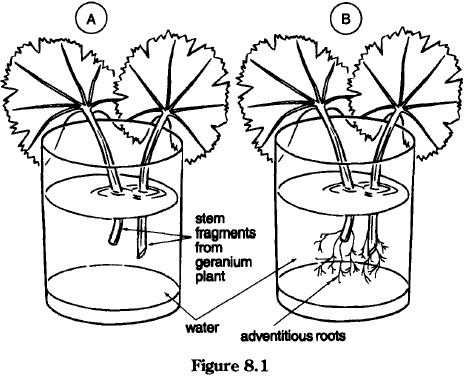 A
B
stem
fragments
from
geranium
plant
water
adventitious roots
Figure 8.1